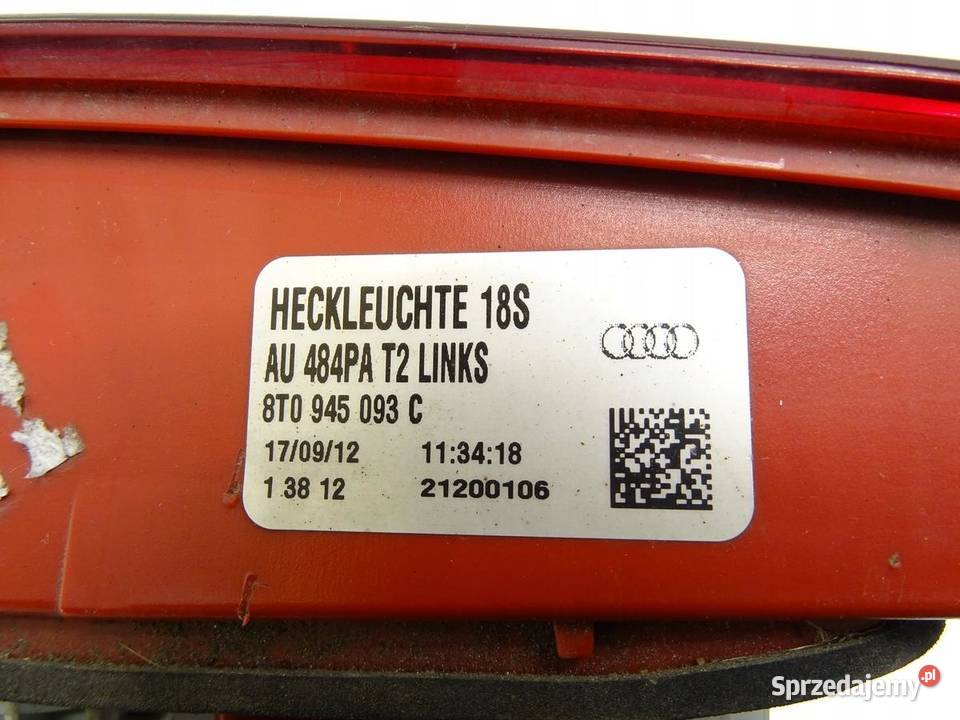 HECKLEUCHTE 18S
AU 484PA T2 LINKS
8T0 945 093 C
17/09/12 11:34:18
1 38 12 21200106
Sprzedajemy.pl